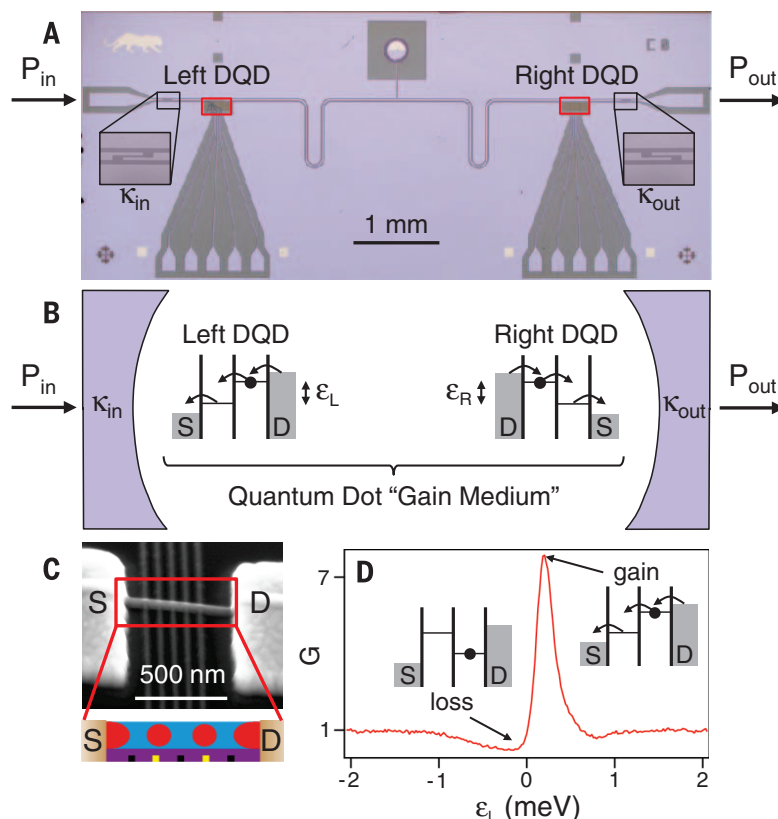 A
P_in
Left DQD
Right DQD
P_out
κ_in
κ_out
1 mm
B
P_in
Left DQD
Right DQD
P_out
κ_in
ε_L
ε_R
κ_out
S
D
D
S
Quantum Dot “Gain Medium”
C
S
D
500 nm
S
D
D
7
gain
G
S
D
S
D
loss
1
-2
-1
0
1
2
ε_L (meV)